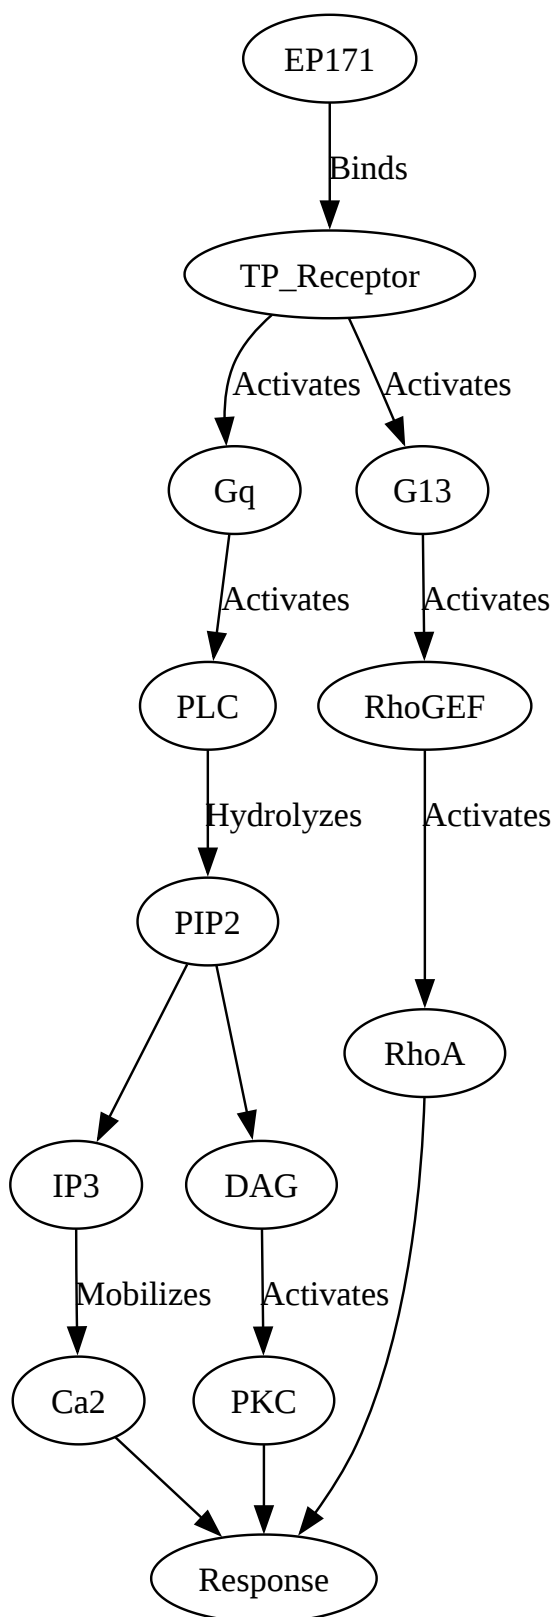 EP171
Binds
TP_Receptor
Activates
Activates
Gq
G13
Activates
Activates
PLC
RhoGEF
Hydrolyzes
Activates
PIP2
RhoA
IP3
DAG
Mobilizes
Activates
Ca2
PKC
Response